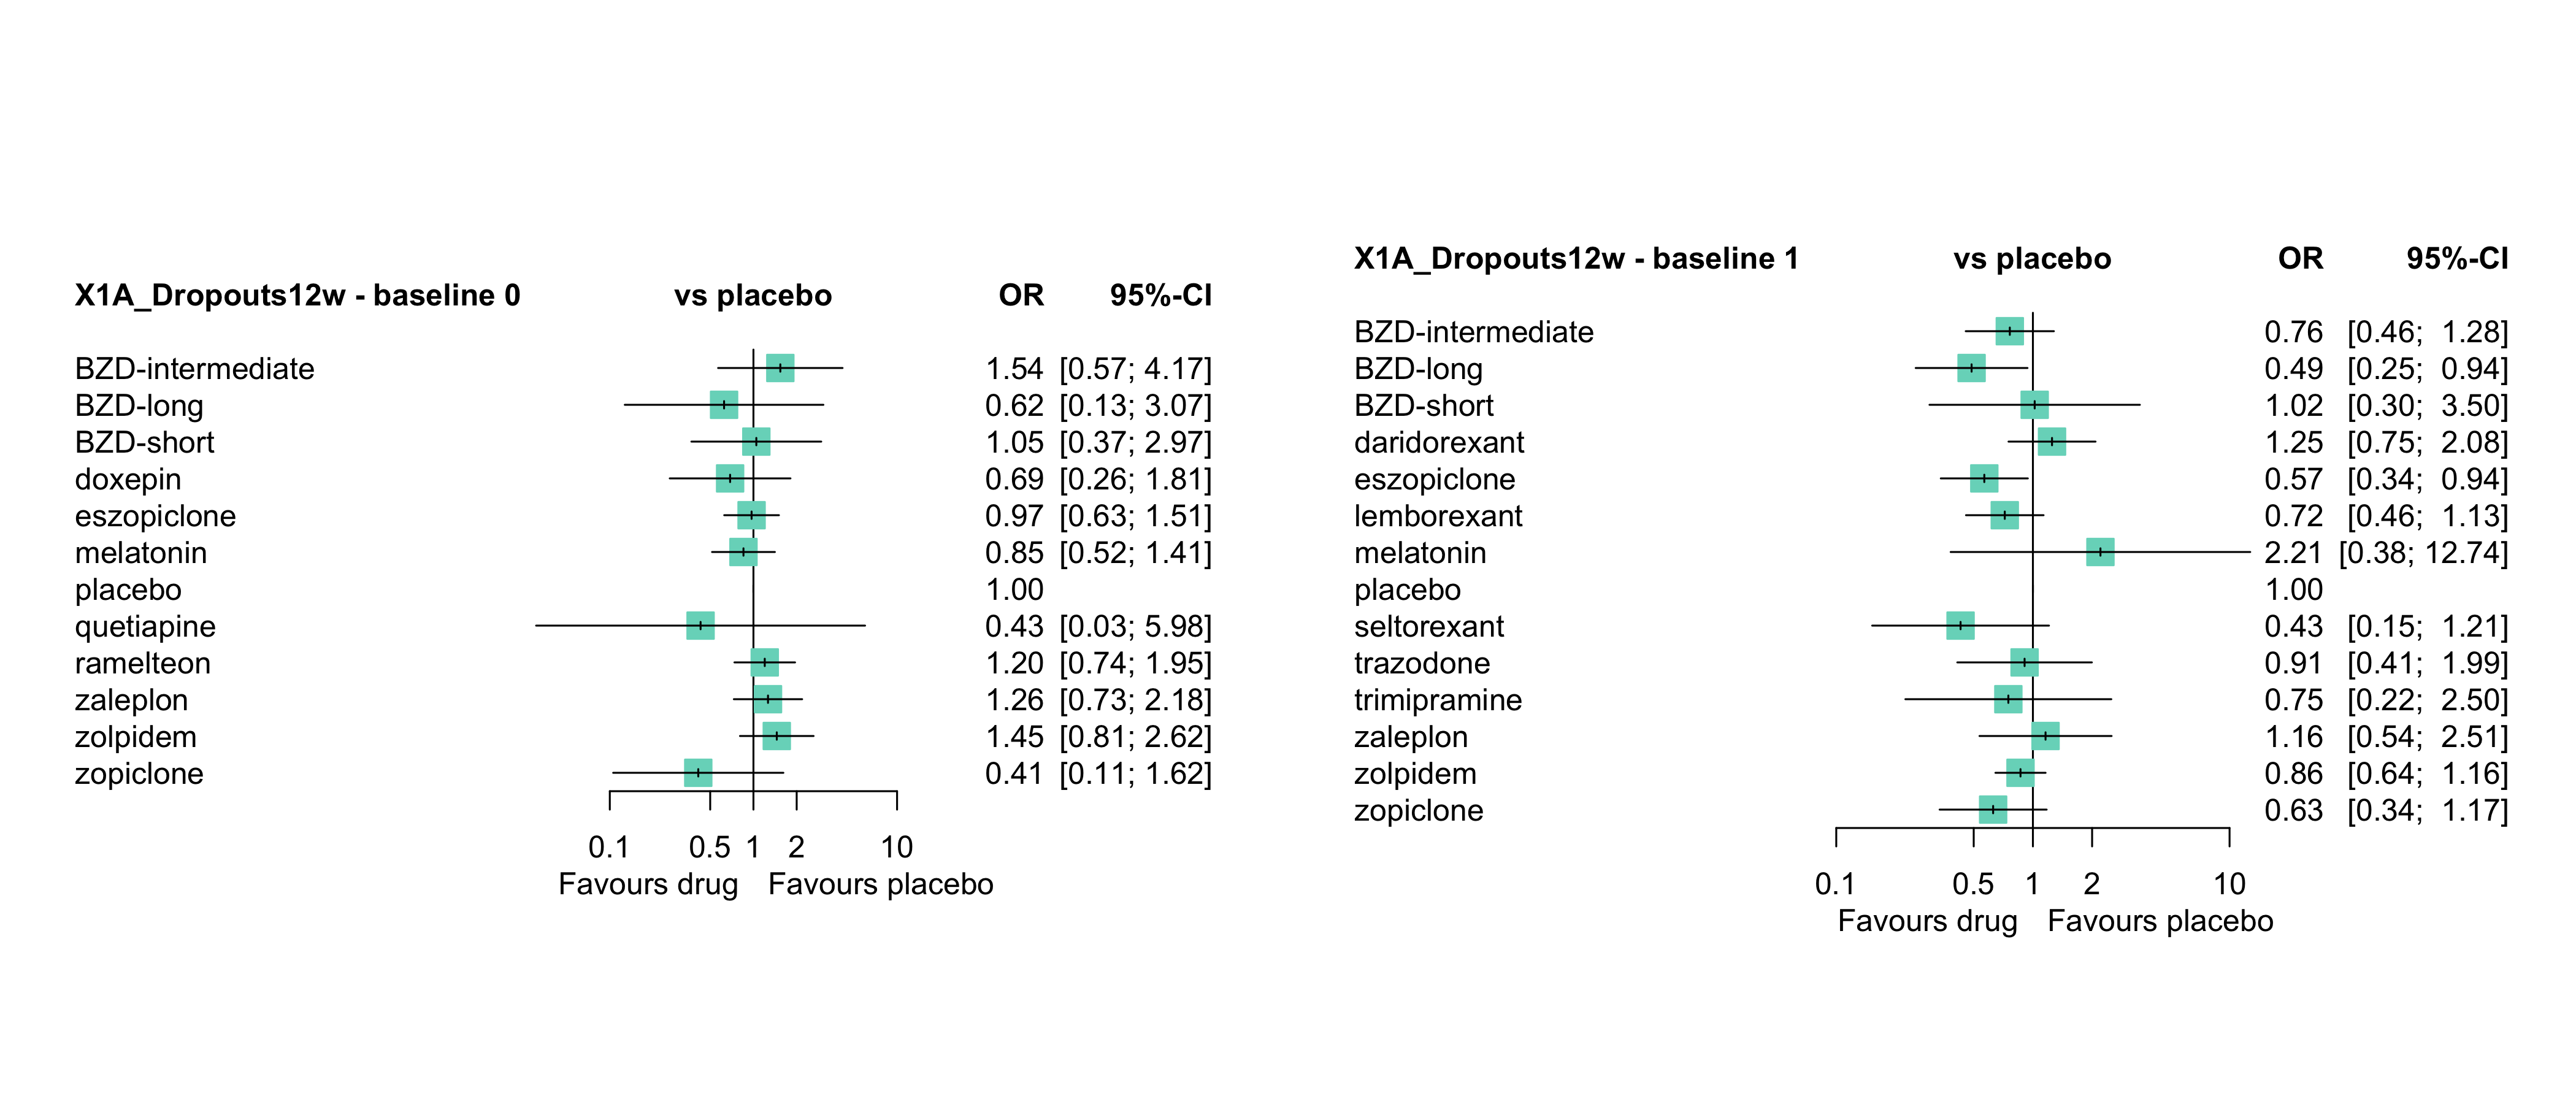 X1A_Dropouts12w - baseline 0 vs placebo OR 95%-CI
BZD-intermediate 1.54 [0.57; 4.17]
BZD-long 0.62 [0.13; 3.07]
BZD-short 1.05 [0.37; 2.97]
doxepin 0.69 [0.26; 1.81]
eszopiclone 0.97 [0.63; 1.51]
melatonin 0.85 [0.52; 1.41]
placebo 1.00
quetiapine 0.43 [0.03; 5.98]
ramelteon 1.20 [0.74; 1.95]
zaleplon 1.26 [0.73; 2.18]
zolpidem 1.45 [0.81; 2.62]
zopiclone 0.41 [0.11; 1.62]
0.1 0.5 1 2 10
Favours drug Favours placebo
X1A_Dropouts12w - baseline 1 vs placebo OR 95%-CI
BZD-intermediate 0.76 [0.46; 1.28]
BZD-long 0.49 [0.25; 0.94]
BZD-short 1.02 [0.30; 3.50]
daridorexant 1.25 [0.75; 2.08]
eszopiclone 0.57 [0.34; 0.94]
lemborexant 0.72 [0.46; 1.13]
melatonin 2.21 [0.38; 12.74]
placebo 1.00
seltorexant 0.43 [0.15; 1.21]
trazodone 0.91 [0.41; 1.99]
trimipramine 0.75 [0.22; 2.50]
zaleplon 1.16 [0.54; 2.51]
zolpidem 0.86 [0.64; 1.16]
zopiclone 0.63 [0.34; 1.17]
0.1 0.5 1 2 10
Favours drug Favours placebo